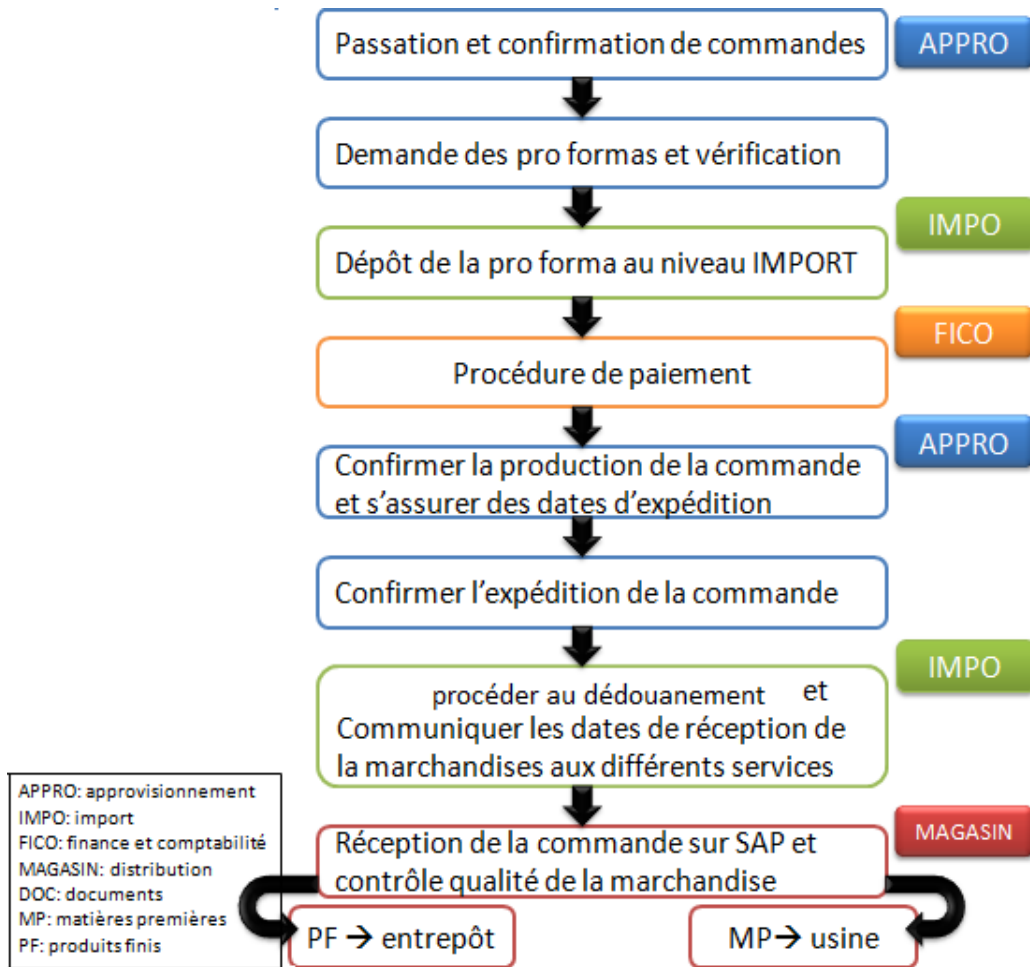 Passation et confirmation de commandes
APPRO
Demande des pro formas et vérification
IMPO
Dépôt de la pro forma au niveau IMPORT
FICO
Procédure de paiement
APPRO
Confirmer la production de la commande
et s'assurer des dates d'expédition
Confirmer l'expédition de la commande
IMPO
procéder au dédouanement et
Communiquer les dates de réception de
la marchandises aux différents services
APPRO: approvisionnement
IMPO: import
FICO: finance et comptabilité
MAGASIN: distribution
DOC: documents
MP: matières premières
PF: produits finis
MAGASIN
Réception de la commande sur SAP et
contrôle qualité de la marchandise
PF → entrepôt
MP→ usine